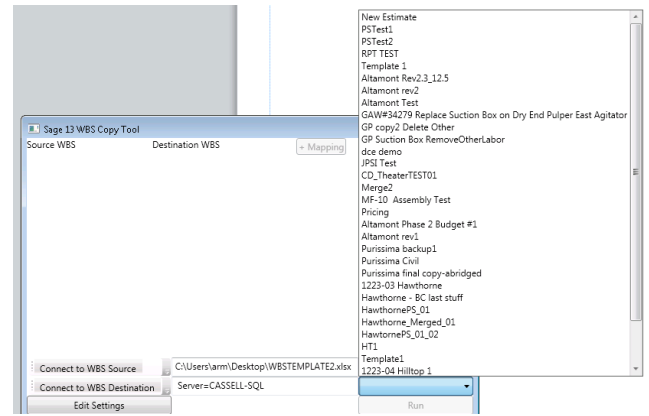 New Estimate
PSTest1
PSTest2
RPT TEST
Template 1
Altamont Rev2.3_12.5
Altamont rev2
Altamont Test
GAW#34279 Replace Suction Box on Dry End Pulper East Agitator
GP copy2 Delete Other
GP Suction Box RemoveOtherLabor
dce demo
JPSI Test
CD_TheaterTEST01
Merge2
MF-10 Assembly Test
Pricing
Altamont Phase 2 Budget #1
Altamont rev1
Purissima backup1
Purissima Civil
Purissima final copy-abridged
1223-03 Hawthorne
Hawthorne - BC last stuff
HawthornePS_01
Hawthorne_Merged_01
HawtornePS_01_02
HT1
Template1
1223-04 Hilltop 1
Sage 13 WBS Copy Tool
Source WBS Destination WBS + Mapping
Connect to WBS Source C:\Users\arm\Desktop\WBSTEMPLATE2.xlsx
Connect to WBS Destination Server=CASSELL-SQL
Edit Settings Run